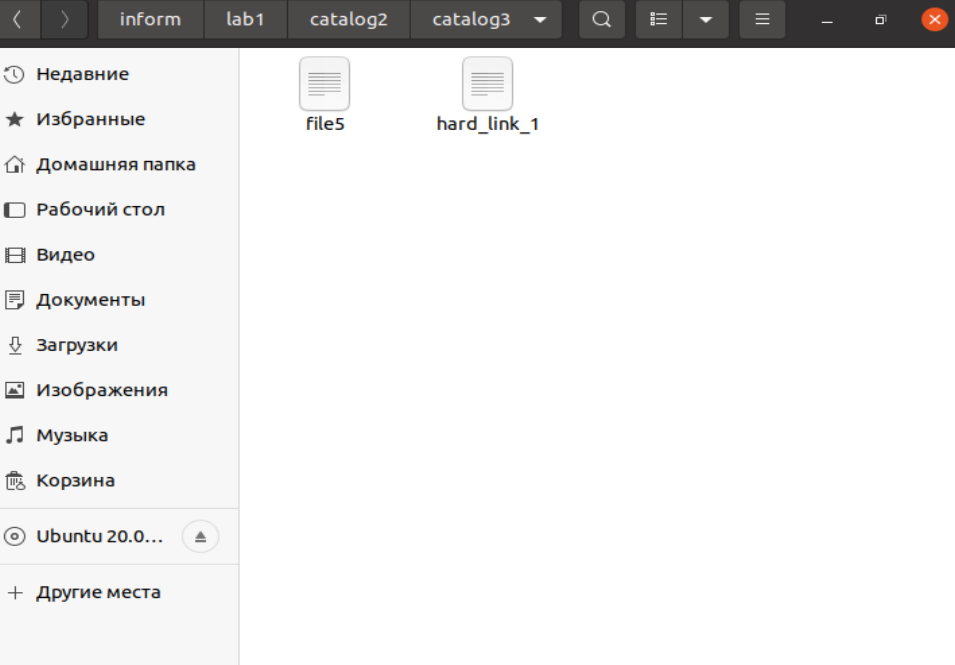 inform lab1 catalog2 catalog3
Недавние
Избранные
Домашняя папка
Рабочий стол
Видео
Документы
Загрузки
Изображения
Музыка
Корзина
Ubuntu 20.0...
Другие места
file5 hard_link_1